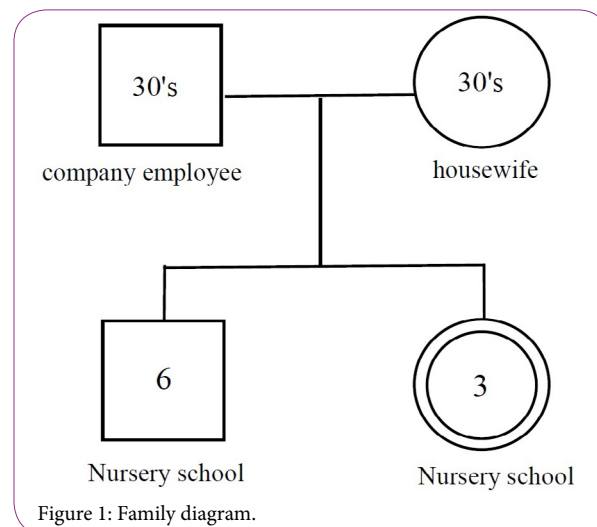 30's
30's
company employee
housewife
6
3
Nursery school
Nursery school
Figure 1: Family diagram.